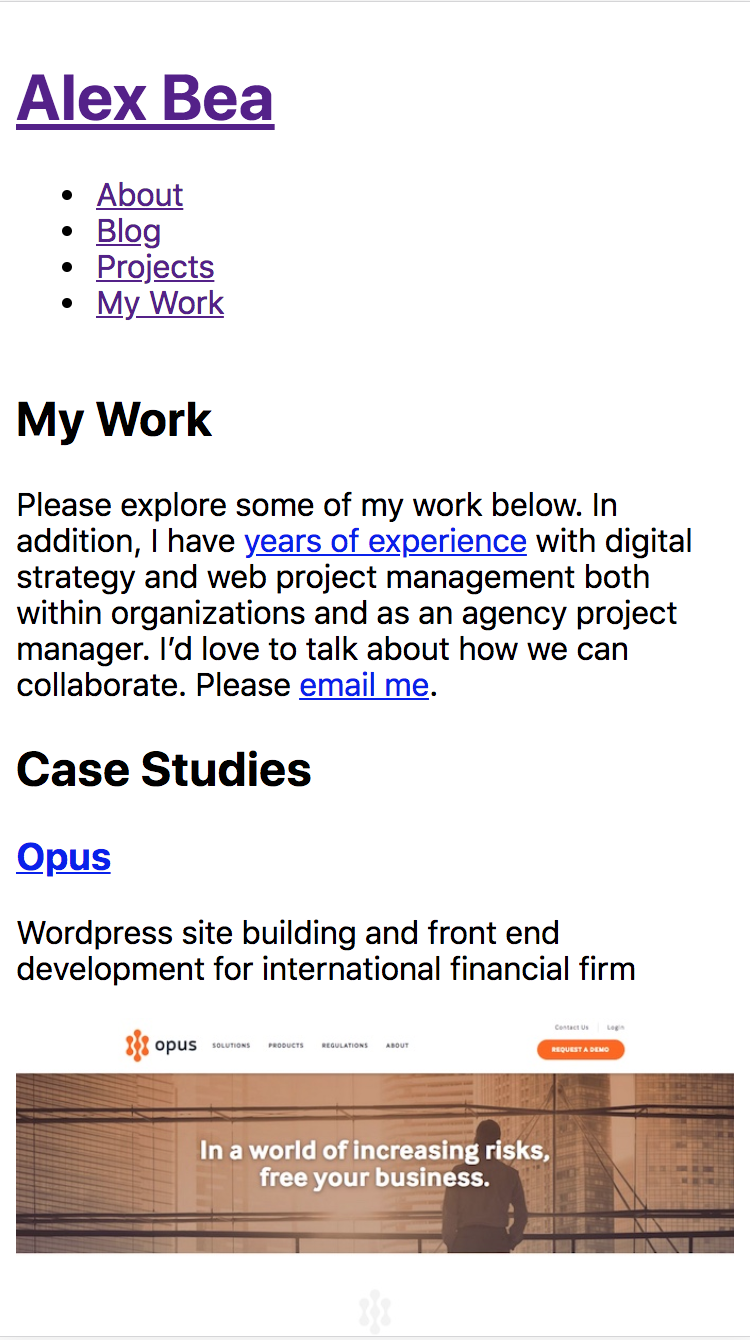 Alex Bea
About
Blog
Projects
My Work
My Work
Please explore some of my work below. In
addition, I have years of experience with digital
strategy and web project management both
within organizations and as an agency project
manager. I’d love to talk about how we can
collaborate. Please email me.
Case Studies
Opus
Wordpress site building and front end
development for international financial firm
Contact Us Login
opus SOLUTIONS PRODUCTS REGULATIONS ABOUT
REQUEST A DEMO
In a world of increasing risks,
free your business.